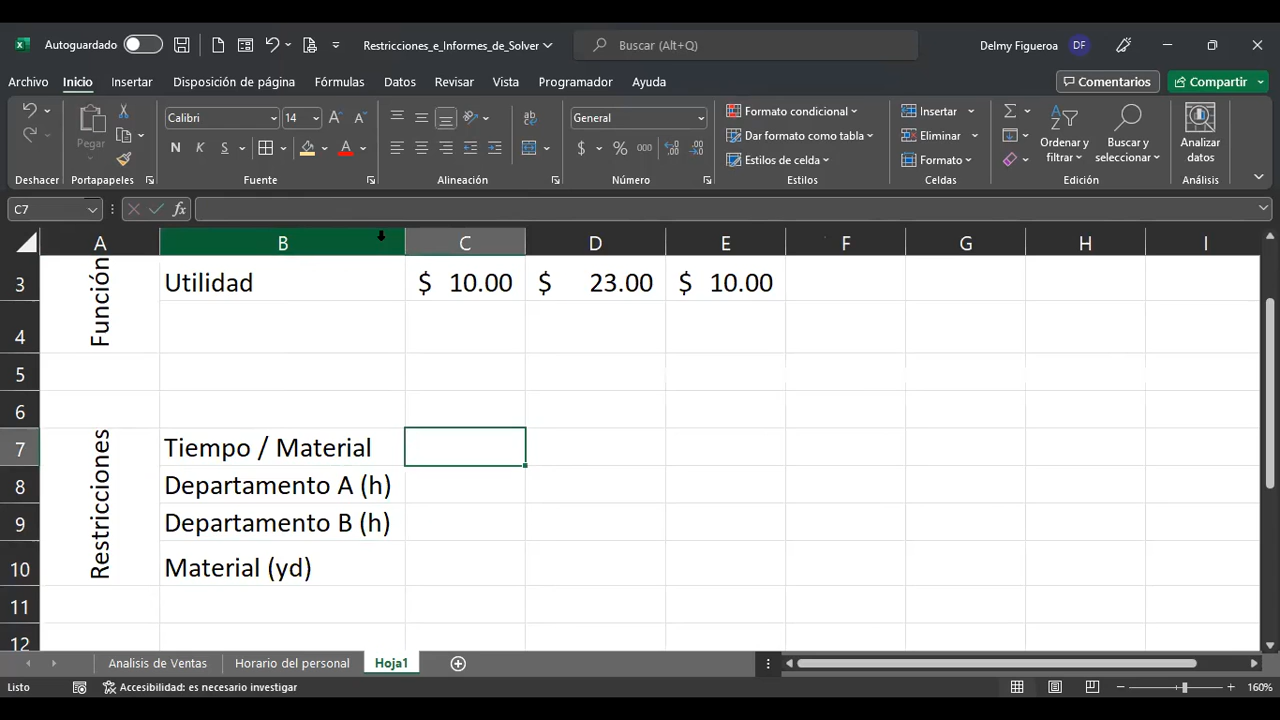 Autoguardado
Restricciones_e_Informes_de_Solver
Buscar (Alt+Q)
Delmy Figueroa
DF
Archivo Inicio Insertar Disposición de página Fórmulas Datos Revisar Vista Programador Ayuda
Comentarios
Compartir
Pegar
Calibri
14
N K S
General
$ % 000
Formato condicional
Dar formato como tabla
Estilos de celda
Insertar
Eliminar
Formato
Ordenar y
filtrar
Buscar y
seleccionar
Analizar
datos
Deshacer Portapapeles Fuente Alineación Número Estilos Celdas Edición Análisis
C7
fx
A B C D E F G H I
3 Utilidad $ 10.00 $ 23.00 $ 10.00
Función
4
5
6
Restricciones
7 Tiempo / Material
8 Departamento A (h)
9 Departamento B (h)
10 Material (yd)
11
12
Analisis de Ventas Horario del personal Hoja1
Listo
Accesibilidad: es necesario investigar
160%